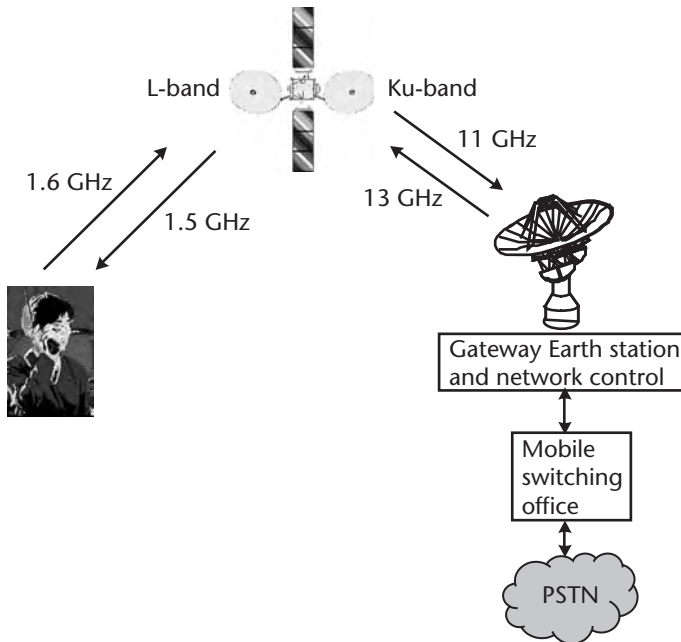 L-band
Ku-band
11 GHz
1.6 GHz
13 GHz
1.5 GHz
Gateway Earth station
and network control
Mobile
switching
office
PSTN